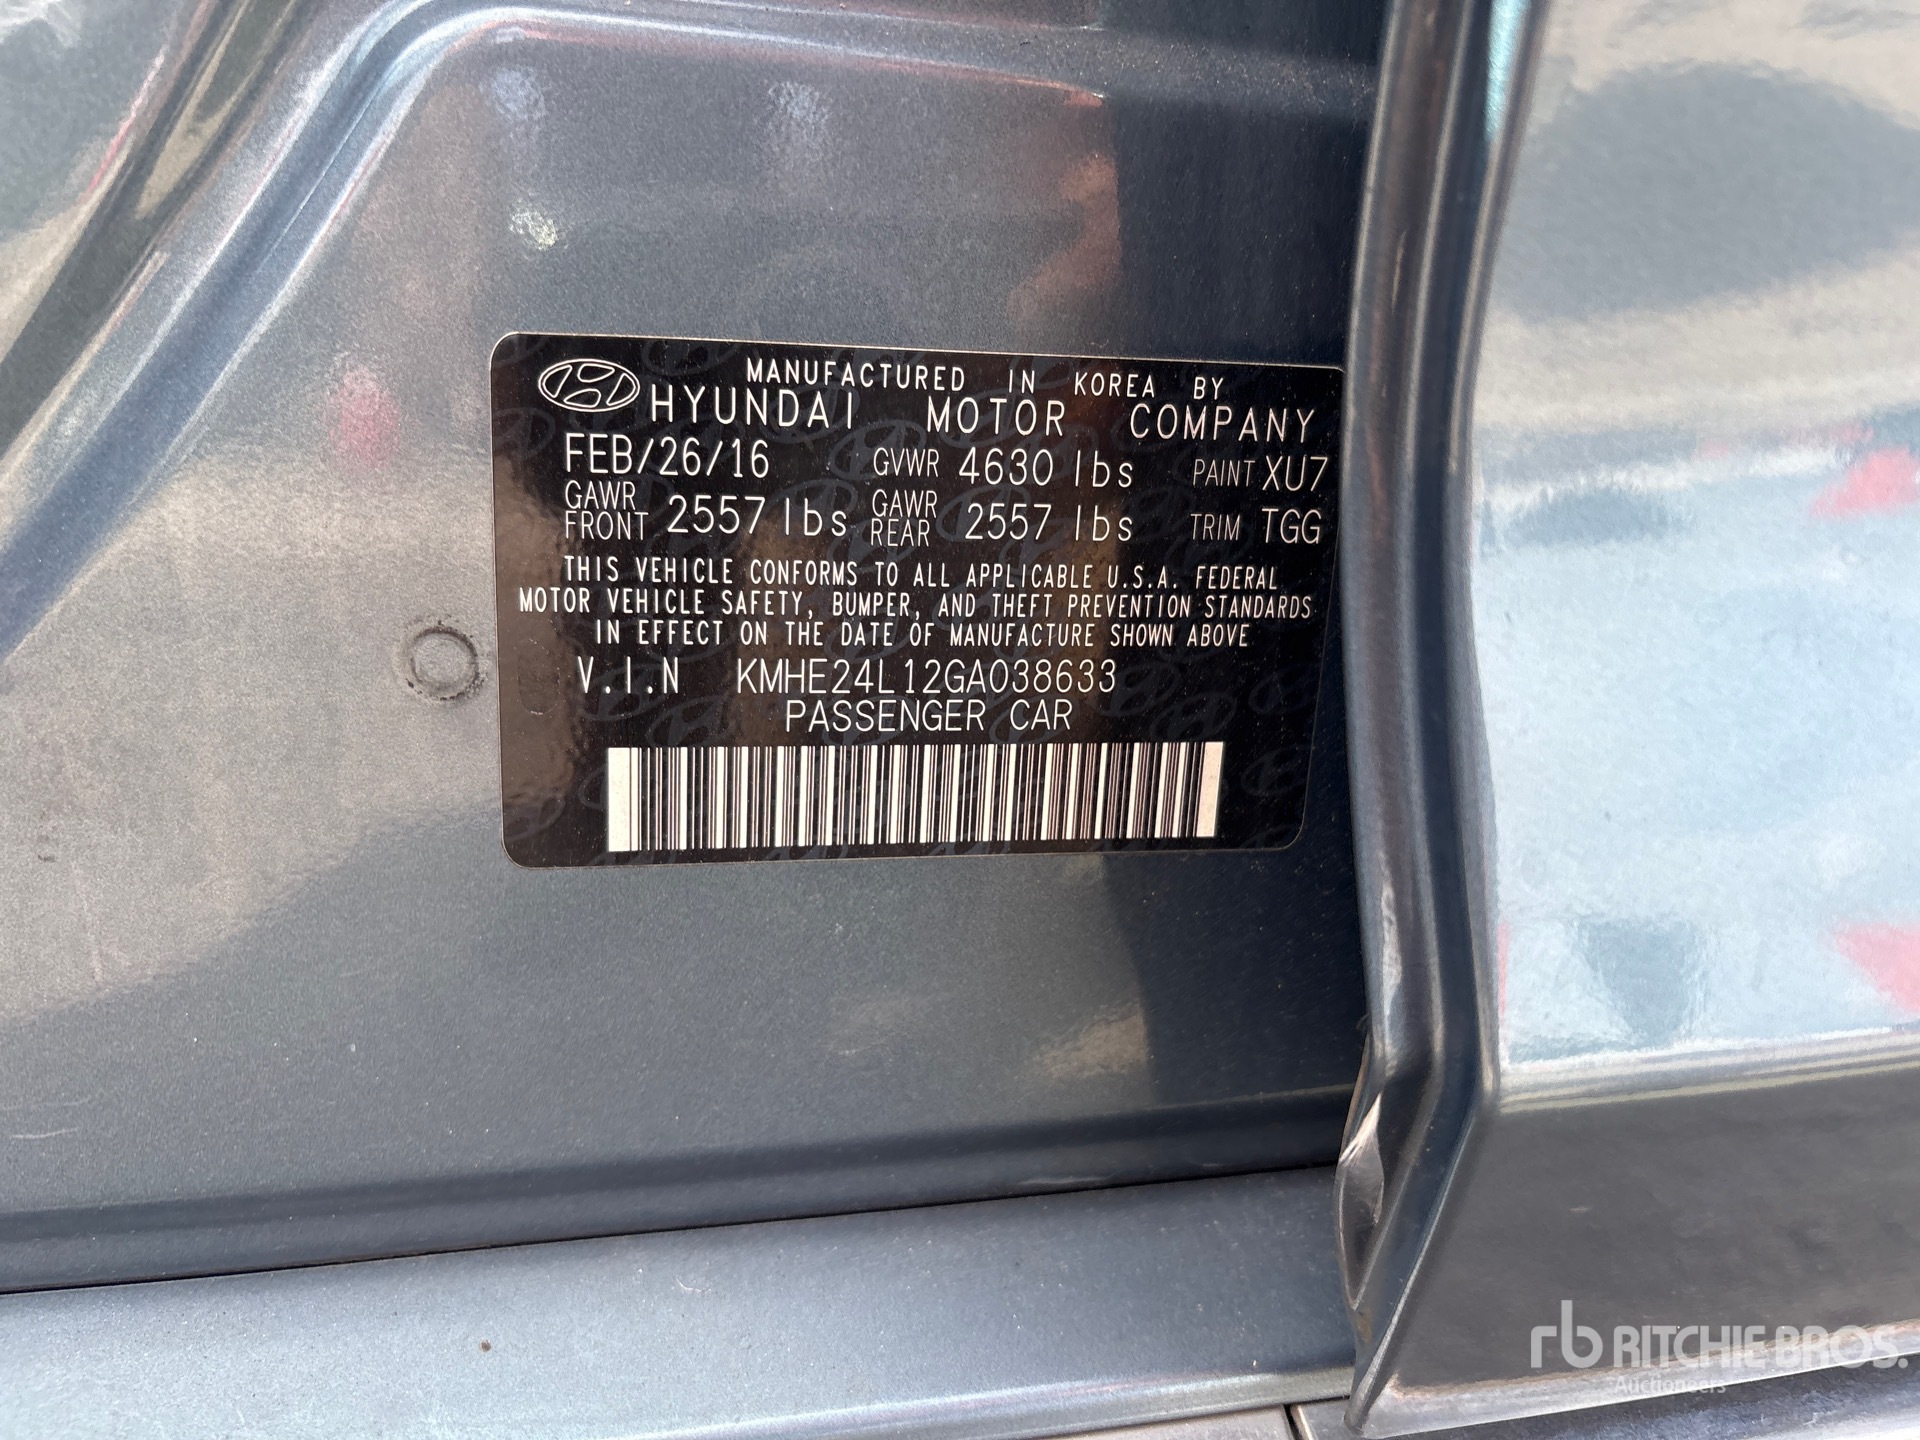 MANUFACTURED IN KOREA BY
HYUNDAI MOTOR COMPANY
FEB/26/16 GVWR 4630 lbs PAINT XU7
GAWR FRONT 2557 lbs GAWR REAR 2557 lbs TRIM TGG
THIS VEHICLE CONFORMS TO ALL APPLICABLE U.S.A. FEDERAL
MOTOR VEHICLE SAFETY, BUMPER, AND THEFT PREVENTION STANDARDS
IN EFFECT ON THE DATE OF MANUFACTURE SHOWN ABOVE
V.I.N KMHE24L12GA038633
PASSENGER CAR
rb RITCHIE BROS.
Auctioneers